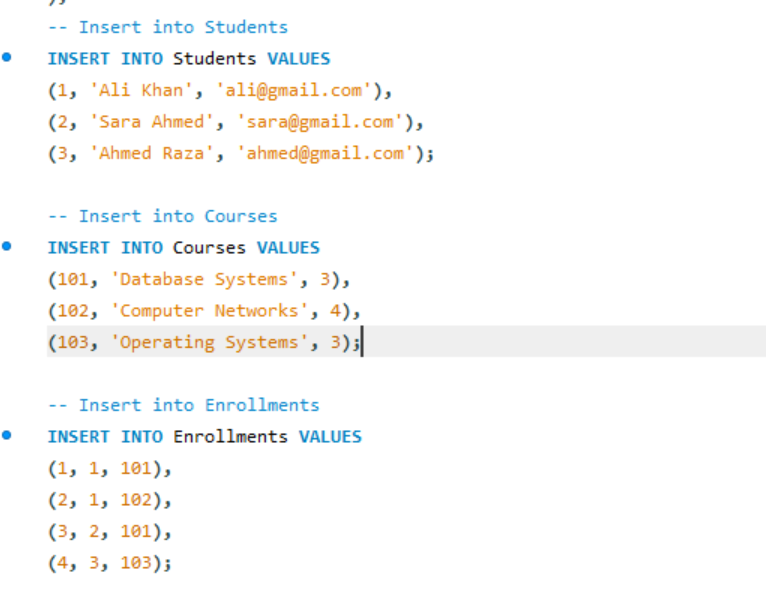 -- Insert into Students
INSERT INTO Students VALUES
(1, 'Ali Khan', 'ali@gmail.com'),
(2, 'Sara Ahmed', 'sara@gmail.com'),
(3, 'Ahmed Raza', 'ahmed@gmail.com');
-- Insert into Courses
INSERT INTO Courses VALUES
(101, 'Database Systems', 3),
(102, 'Computer Networks', 4),
(103, 'Operating Systems', 3);
-- Insert into Enrollments
INSERT INTO Enrollments VALUES
(1, 1, 101),
(2, 1, 102),
(3, 2, 101),
(4, 3, 103);